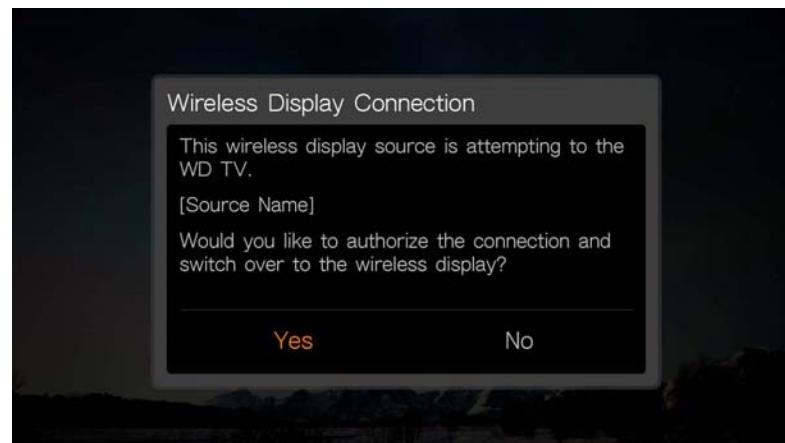 Wireless Display Connection
This wireless display source is attempting to the
WD TV.
[Source Name]
Would you like to authorize the connection and
switch over to the wireless display?
Yes No